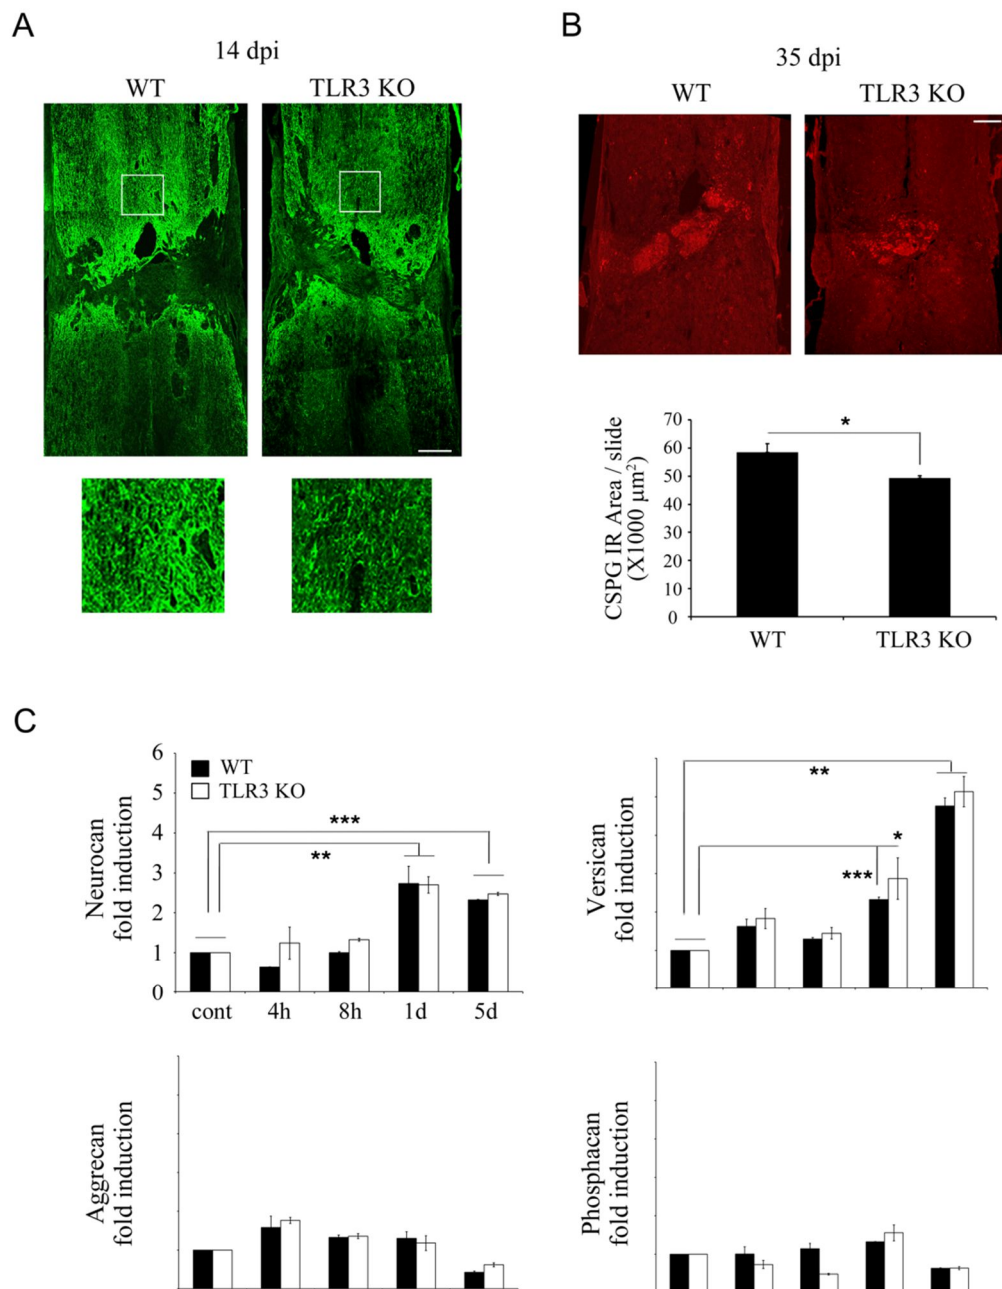 A
14 dpi
WT
TLR3 KO
B
35 dpi
WT
TLR3 KO
CSPG IR Area / slide
(X1000 µm²)
70
60
50
40
30
20
10
0
*
WT
TLR3 KO
C
Neurocan
fold induction
6
5
4
3
2
1
0
WT
TLR3 KO
***
**
cont
4h
8h
1d
5d
Versican
fold induction
**
***
*
Aggrecan
fold induction
Phosphacan
fold induction